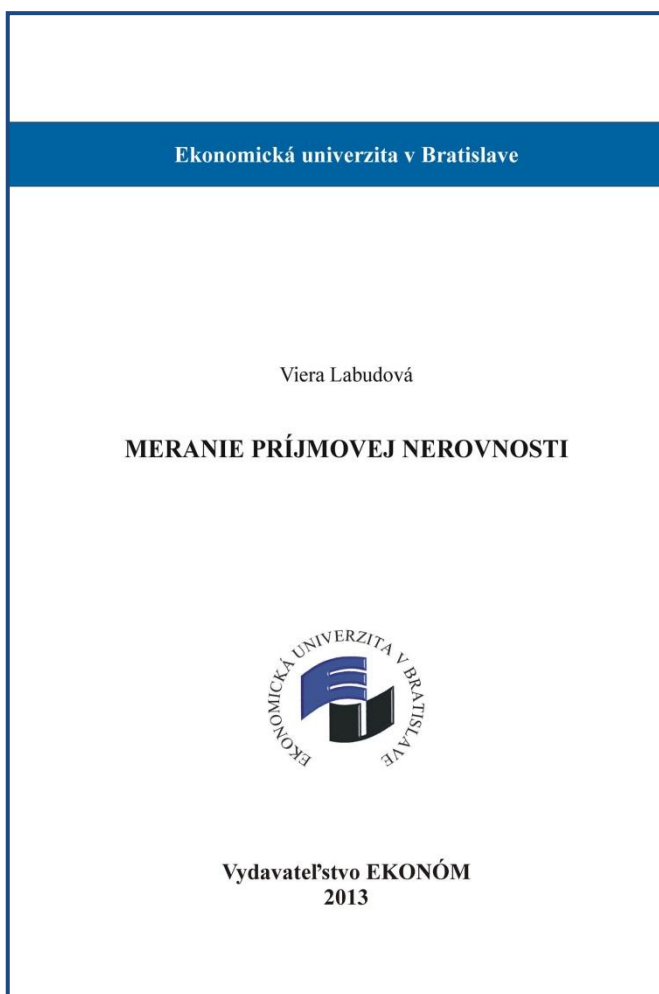 Ekonomická univerzita v Bratislave
Viera Labudová
MERANIE PRÍJMOVEJ NEROVNOSTI
EKONOMICKÁ UNIVERZITA V BRATISLAVE
Vydavateľstvo EKONÓM
2013